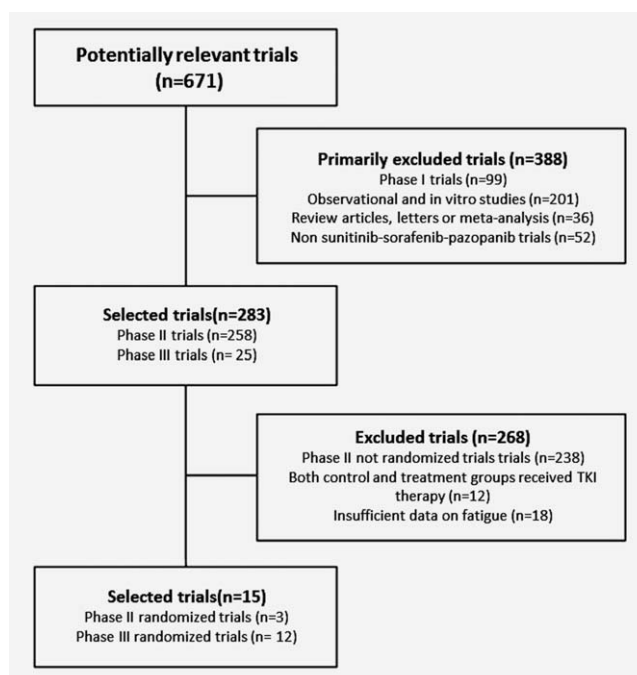 Potentially relevant trials
(n=671)
Primarily excluded trials (n=388)
Phase I trials (n=99)
Observational and in vitro studies (n=201)
Review articles, letters or meta-analysis (n=36)
Non sunitinib-sorafenib-pazopanib trials (n=52)
Selected trials(n=283)
Phase II trials (n=258)
Phase III trials (n= 25)
Excluded trials (n=268)
Phase II not randomized trials trials (n=238)
Both control and treatment groups received TKI
therapy (n=12)
Insufficient data on fatigue (n=18)
Selected trials(n=15)
Phase II randomized trials (n=3)
Phase III randomized trials (n= 12)